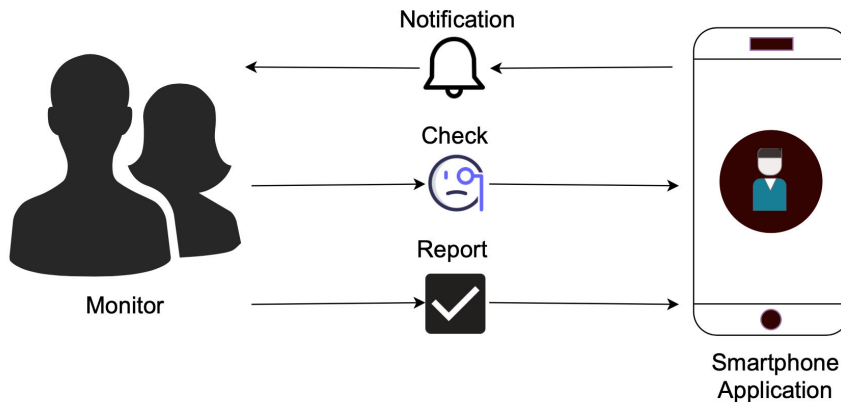 Notification
Check
Report
Monitor
Smartphone
Application